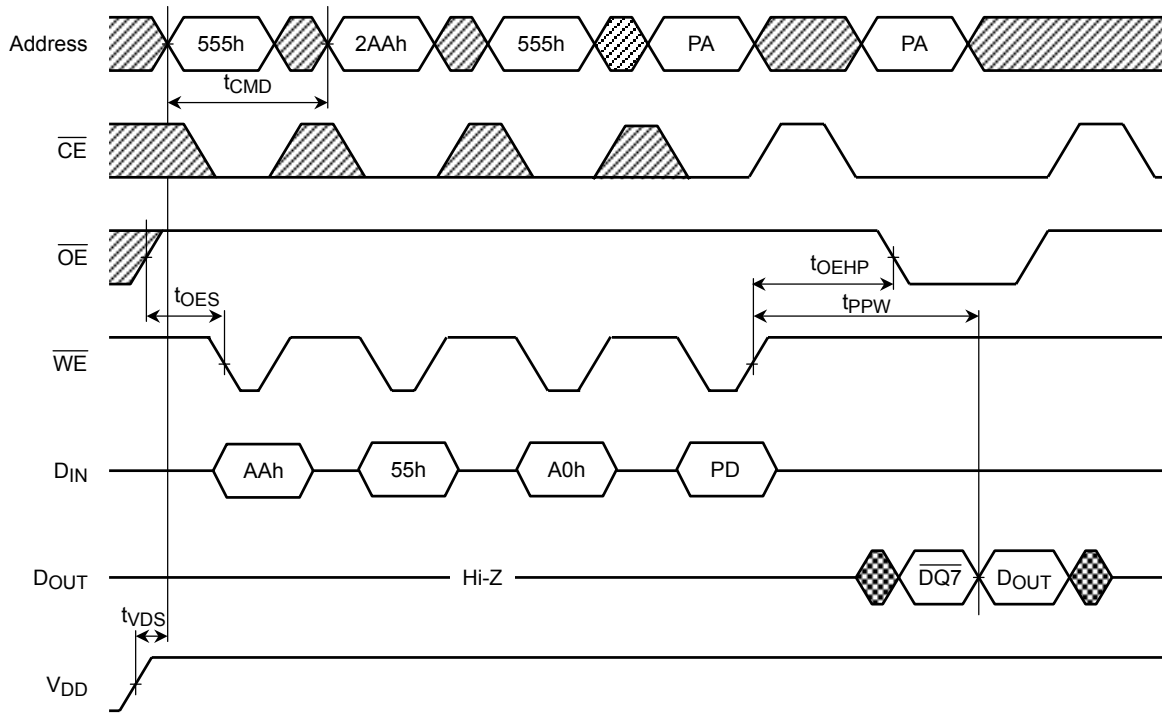 Address 555h 2AAh 555h PA PA
tCMD
CE
OE
tOEHP
tOES
tPPW
WE
DIN AAh 55h A0h PD
DOUT Hi-Z DQ7 DOUT
tVDS
VDD